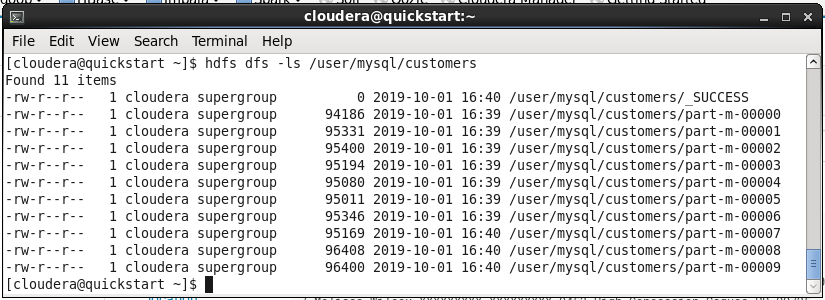 cloudera@quickstart:~
File Edit View Search Terminal Help
[cloudera@quickstart ~]$ hdfs dfs -ls /user/mysql/customers
Found 11 items
-rw-r--r--   1 cloudera supergroup          0 2019-10-01 16:40 /user/mysql/customers/_SUCCESS
-rw-r--r--   1 cloudera supergroup      94186 2019-10-01 16:39 /user/mysql/customers/part-m-00000
-rw-r--r--   1 cloudera supergroup      95331 2019-10-01 16:39 /user/mysql/customers/part-m-00001
-rw-r--r--   1 cloudera supergroup      95400 2019-10-01 16:39 /user/mysql/customers/part-m-00002
-rw-r--r--   1 cloudera supergroup      95194 2019-10-01 16:39 /user/mysql/customers/part-m-00003
-rw-r--r--   1 cloudera supergroup      95080 2019-10-01 16:39 /user/mysql/customers/part-m-00004
-rw-r--r--   1 cloudera supergroup      95011 2019-10-01 16:39 /user/mysql/customers/part-m-00005
-rw-r--r--   1 cloudera supergroup      95346 2019-10-01 16:39 /user/mysql/customers/part-m-00006
-rw-r--r--   1 cloudera supergroup      95169 2019-10-01 16:40 /user/mysql/customers/part-m-00007
-rw-r--r--   1 cloudera supergroup      96408 2019-10-01 16:40 /user/mysql/customers/part-m-00008
-rw-r--r--   1 cloudera supergroup      96400 2019-10-01 16:40 /user/mysql/customers/part-m-00009
[cloudera@quickstart ~]$